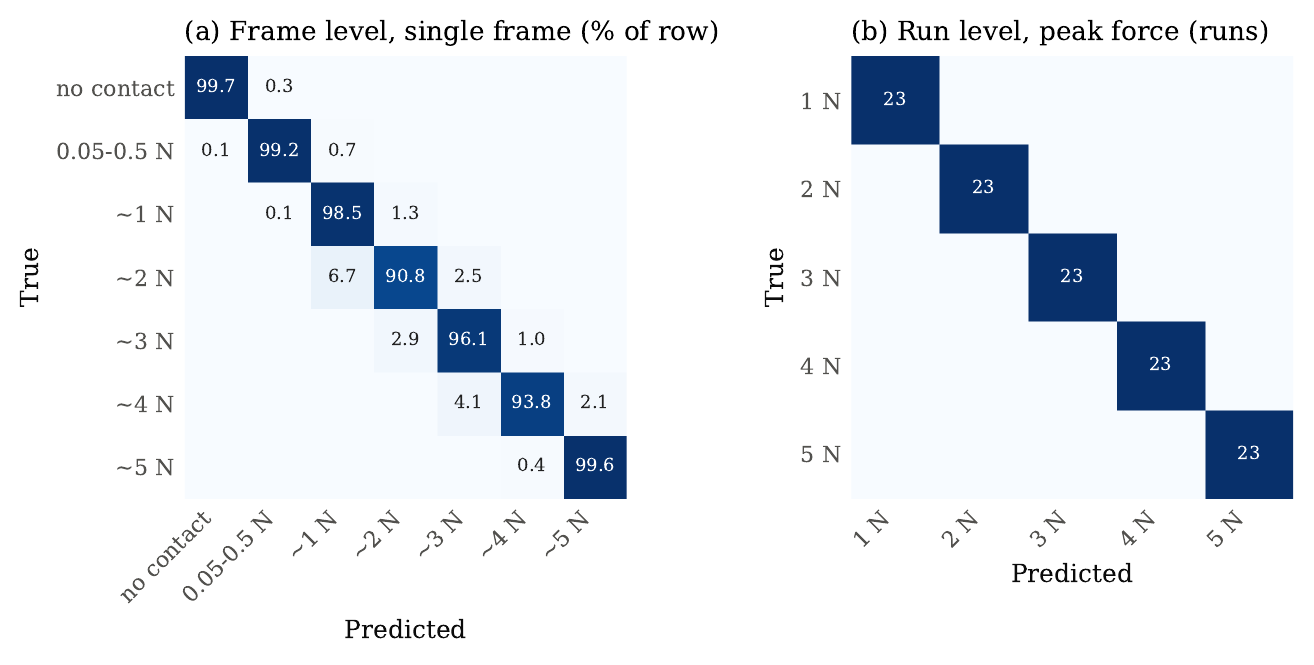 (a) Frame level, single frame (% of row)
no contact 99.7 0.3
0.05-0.5 N 0.1 99.2 0.7
~1 N 0.1 98.5 1.3
~2 N 6.7 90.8 2.5
~3 N 2.9 96.1 1.0
~4 N 4.1 93.8 2.1
~5 N 0.4 99.6
True
no contact 0.05-0.5 N ~1 N ~2 N ~3 N ~4 N ~5 N
Predicted
(b) Run level, peak force (runs)
1 N 23
2 N 23
3 N 23
4 N 23
5 N 23
True
1 N 2 N 3 N 4 N 5 N
Predicted